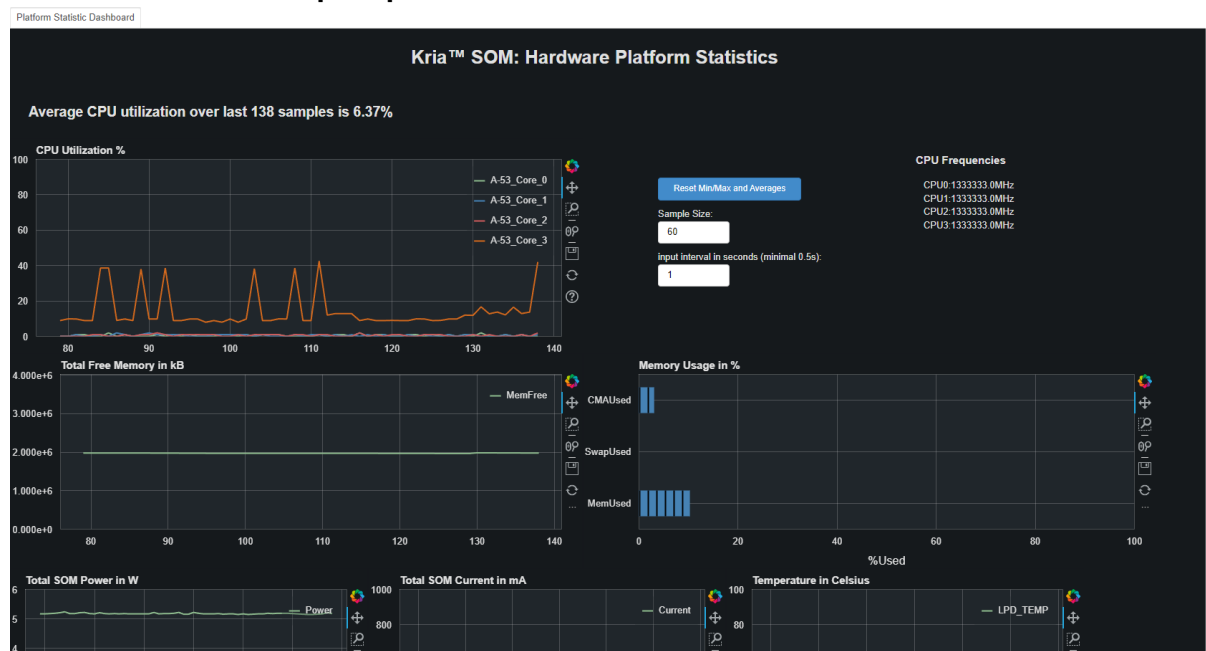 Platform Statistic Dashboard
Kria™ SOM: Hardware Platform Statistics
Average CPU utilization over last 138 samples is 6.37%
CPU Utilization %
100
80
60
40
20
0
80 90 100 110 120 130 140
A-53_Core_0
A-53_Core_1
A-53_Core_2
A-53_Core_3
Reset Min/Max and Averages
Sample Size:
60
input interval in seconds (minimal 0.5s):
1
CPU Frequencies
CPU0:1333333.0MHz
CPU1:1333333.0MHz
CPU2:1333333.0MHz
CPU3:1333333.0MHz
Total Free Memory in kB
4.000e+6
3.000e+6
2.000e+6
1.000e+6
0.000e+0
80 90 100 110 120 130 140
MemFree
Memory Usage in %
CMAUsed
SwapUsed
MemUsed
0 20 40 60 80 100
%Used
Total SOM Power in W
6
5
4
Power
Total SOM Current in mA
1000
800
Current
Temperature in Celsius
100
80
LPD_TEMP